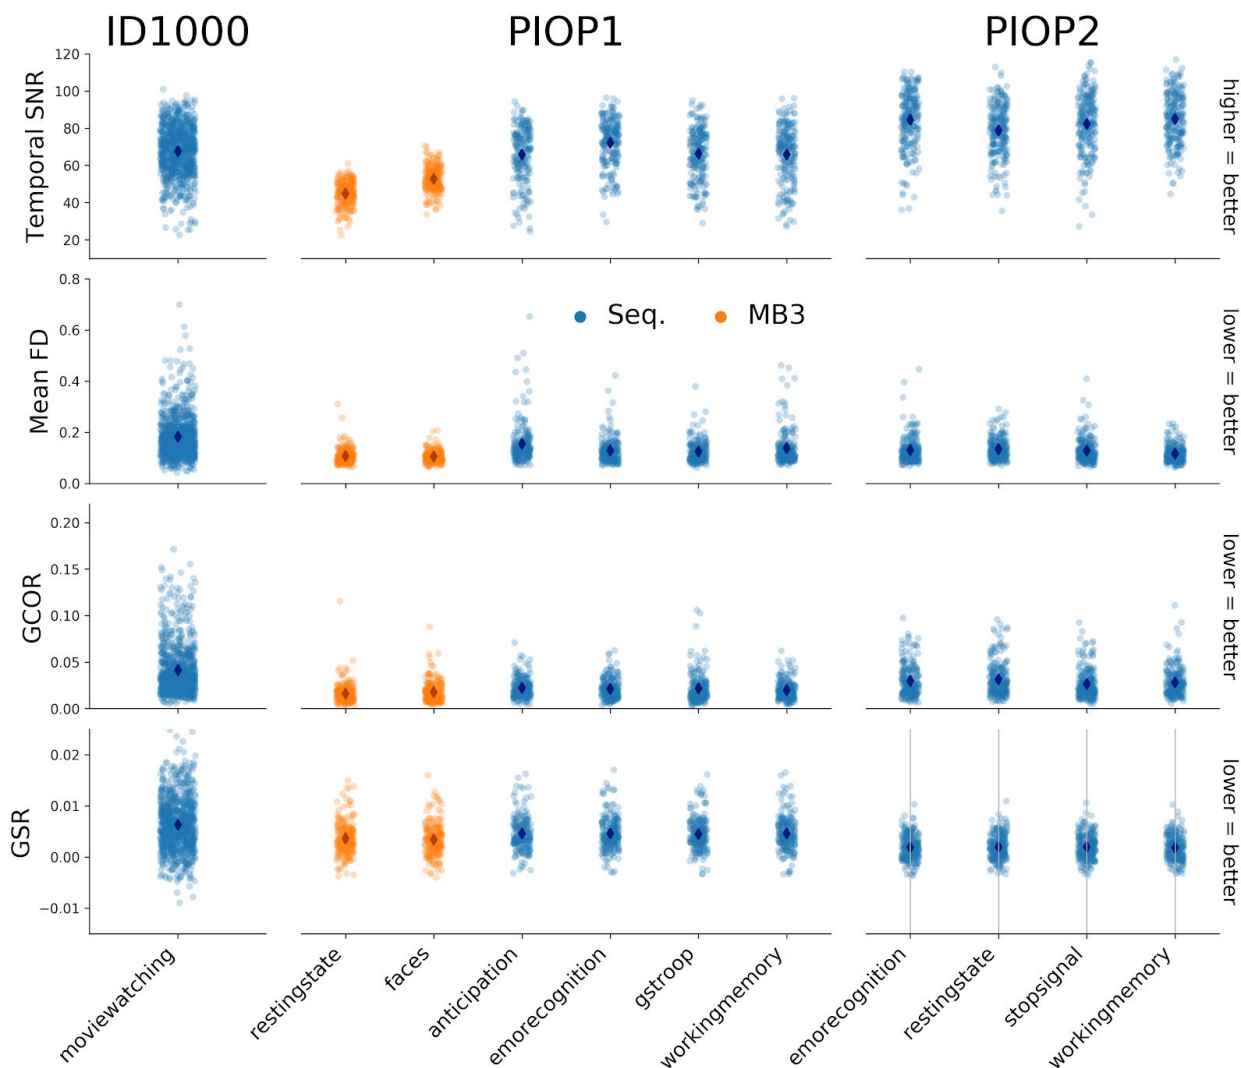 ID1000 PIOP1 PIOP2
Temporal SNR
120
100
80
60
40
20
higher = better
Mean FD
0.8
0.6
0.4
0.2
0.0
Seq. MB3
lower = better
GCOR
0.20
0.15
0.10
0.05
0.00
lower = better
GSR
0.02
0.01
0.00
−0.01
lower = better
moviewatching
restingstate
faces
anticipation
emorecognition
gstroop
workingmemory
emorecognition
restingstate
stopsignal
workingmemory